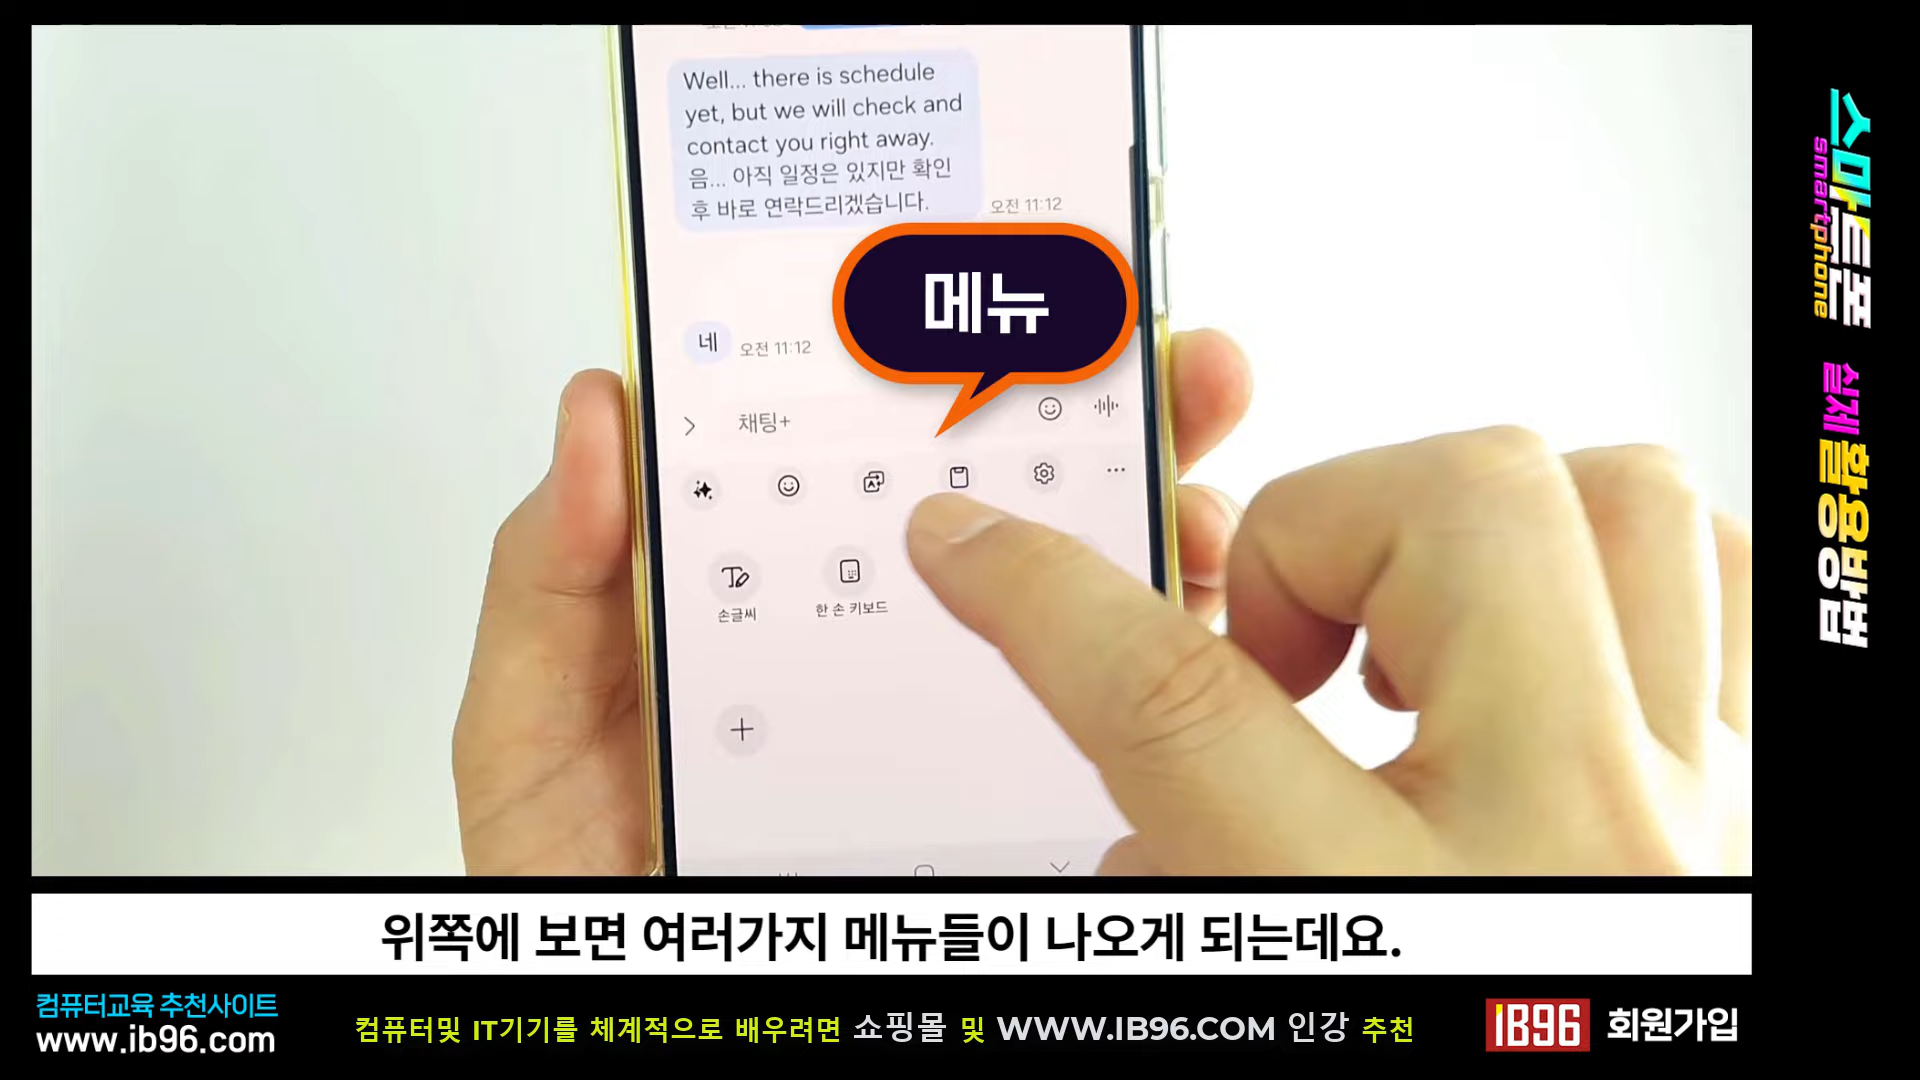 Well... there is schedule
yet, but we will check and
contact you right away.
음... 아직 일정은 있지만 확인
후 바로 연락드리겠습니다.
오전 11:12
메뉴
네
오전 11:12
채팅+
손글씨
한 손 키보드
위쪽에 보면 여러가지 메뉴들이 나오게 되는데요.
컴퓨터교육 추천사이트
www.ib96.com
컴퓨터및 IT기기를 체계적으로 배우려면 쇼핑몰 및 WWW.IB96.COM 인강 추천
IB96 회원가입
스마트폰
smartphone
실제활용방법